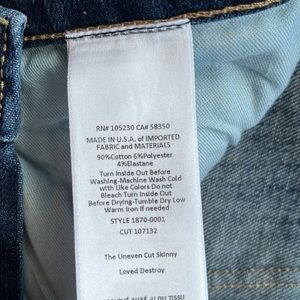 RN# 105230 CA# 58350
MADE IN U.S.A. of IMPORTED
FABRIC and MATERIALS
90%Cotton 6%Polyester
4%Elastane
Turn Inside Out Before
Washing-Machine Wash Cold
with Like Colors Do not
Bleach Turn Inside Out
Before Drying-Tumble Dry Low
Warm Iron if needed
STYLE 1870-0001
CUT 107132
The Uneven Cut Skinny
Loved Destroy